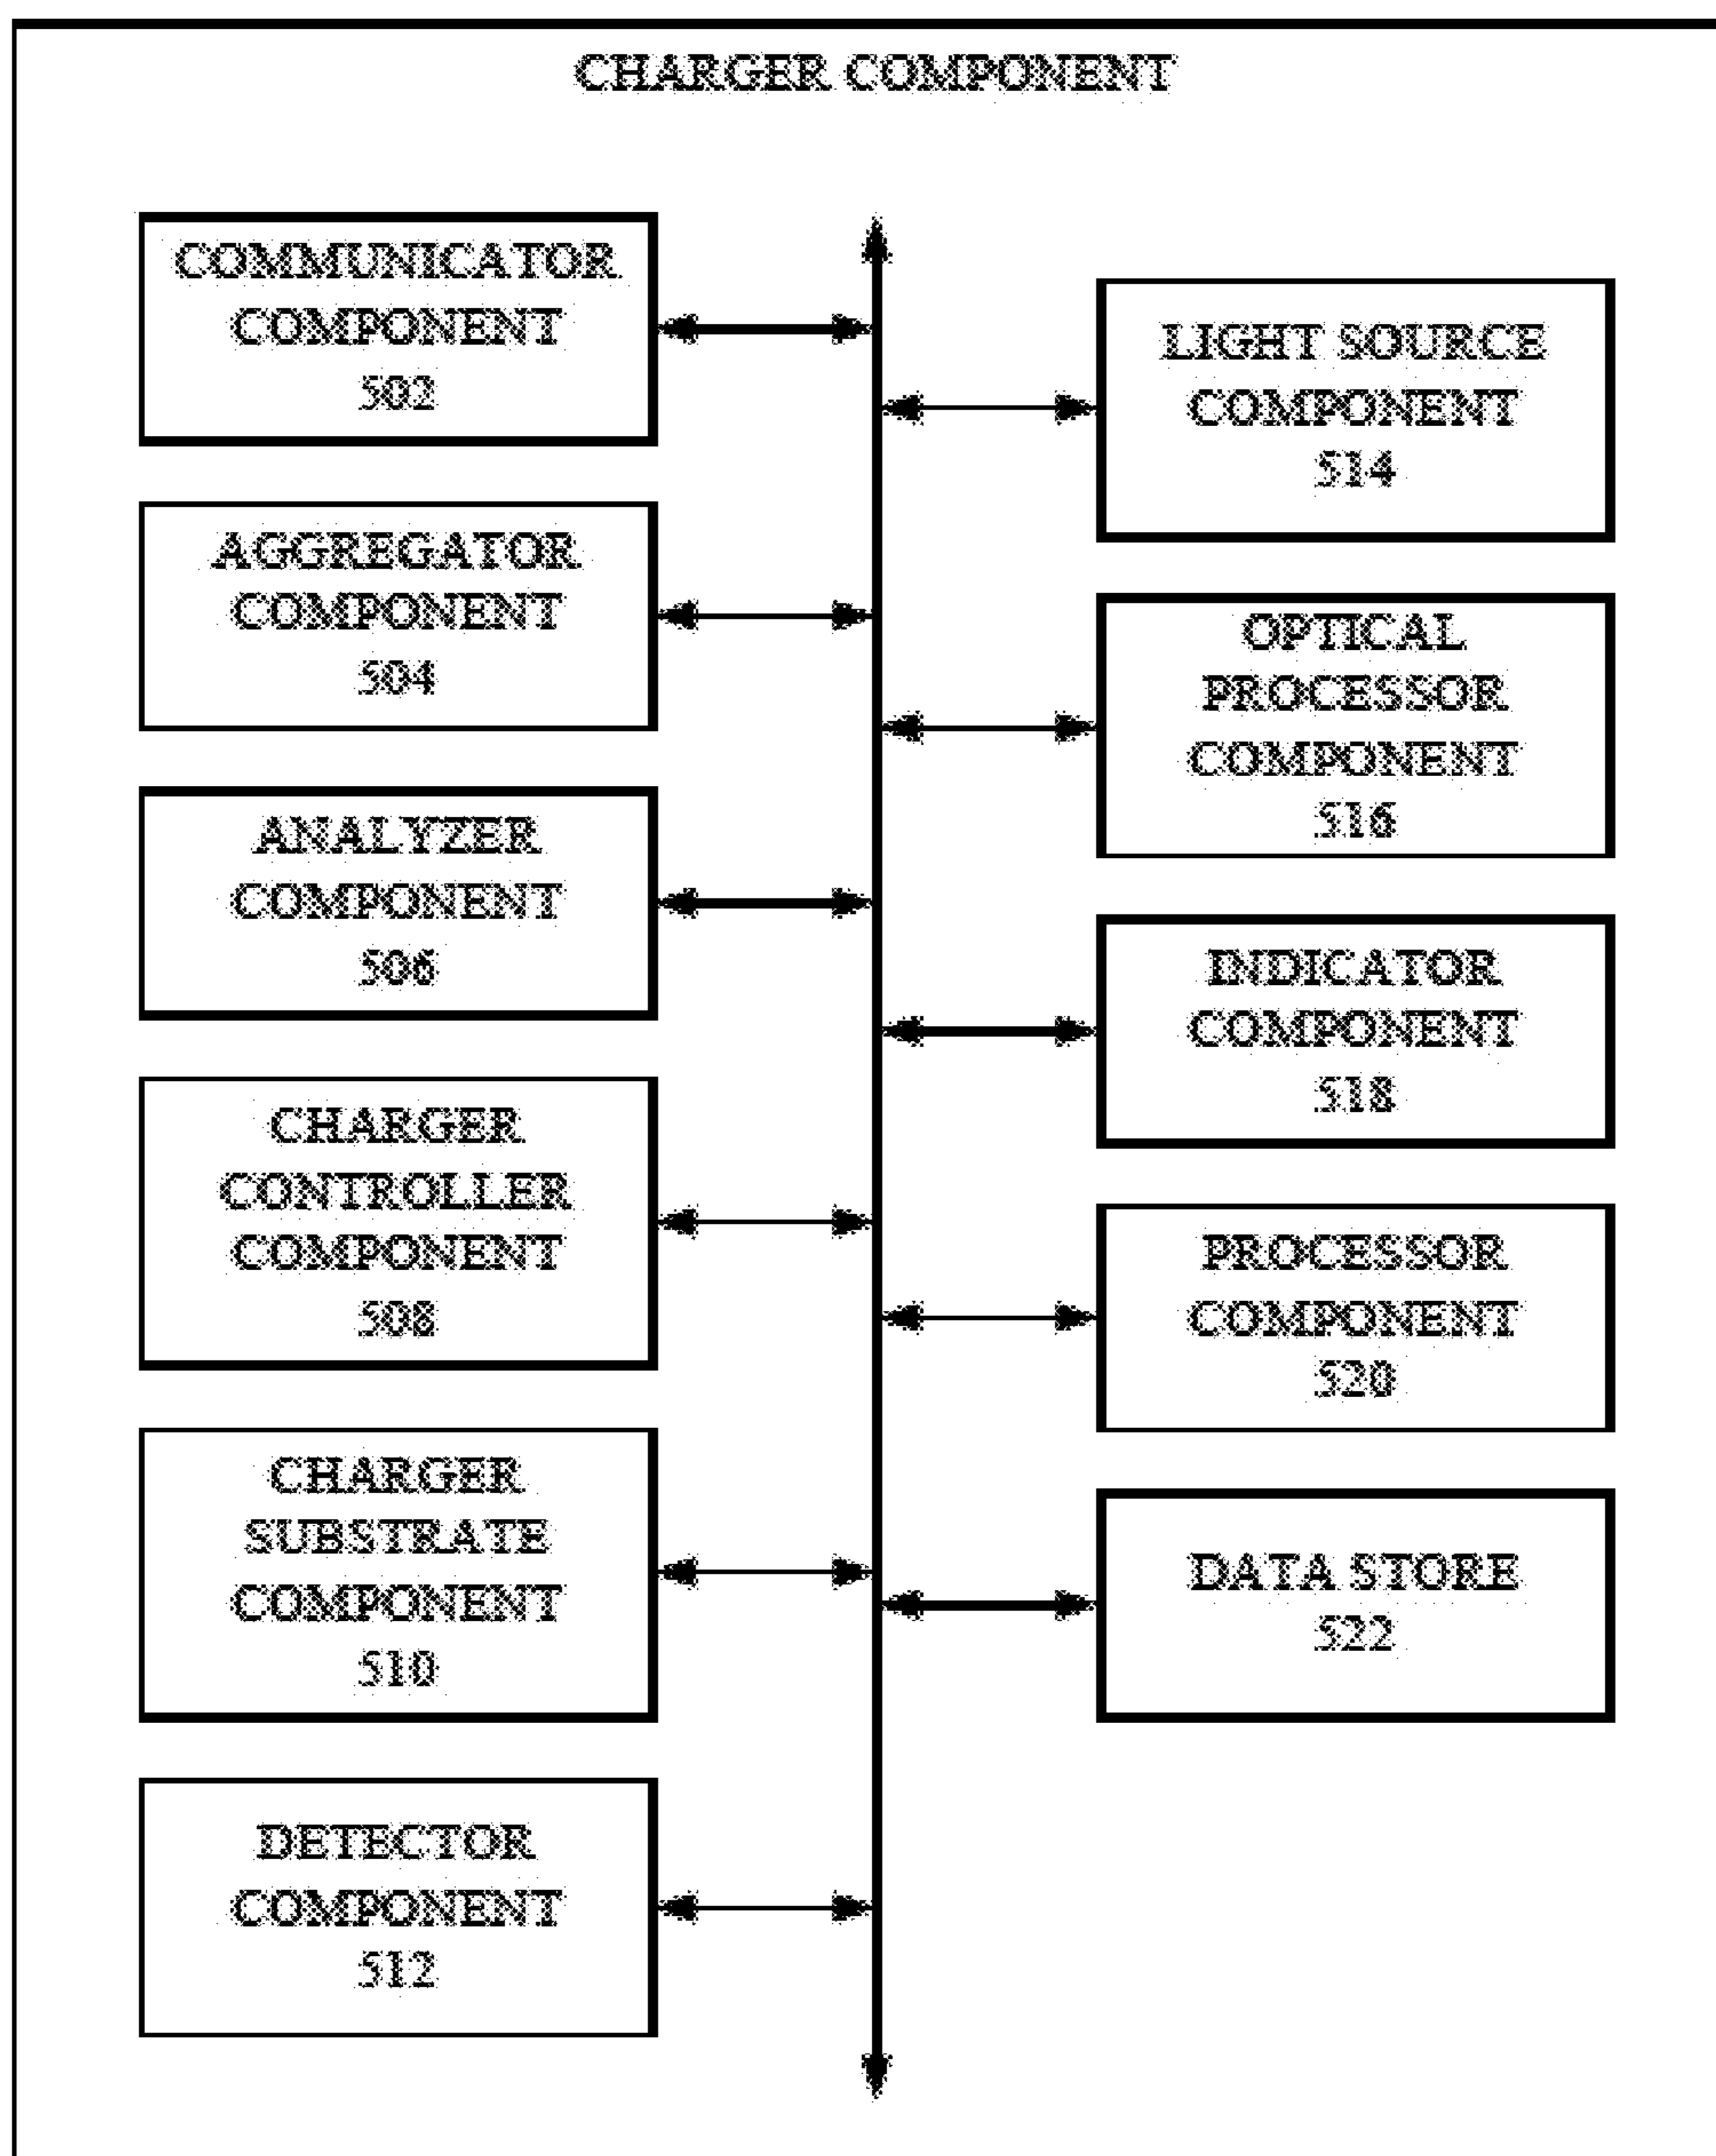 CHARGER COMPONENT
COMMUNICATOR
COMPONENT
502
AGGREGATOR
COMPONENT
504
ANALYZER
COMPONENT
506
CHARGER
CONTROLLER
COMPONENT
508
CHARGER
SUBSTRATE
COMPONENT
510
DETECTOR
COMPONENT
512
LIGHT SOURCE
COMPONENT
514
OPTICAL
PROCESSOR
COMPONENT
516
INDICATOR
COMPONENT
518
PROCESSOR
COMPONENT
520
DATA STORE
522